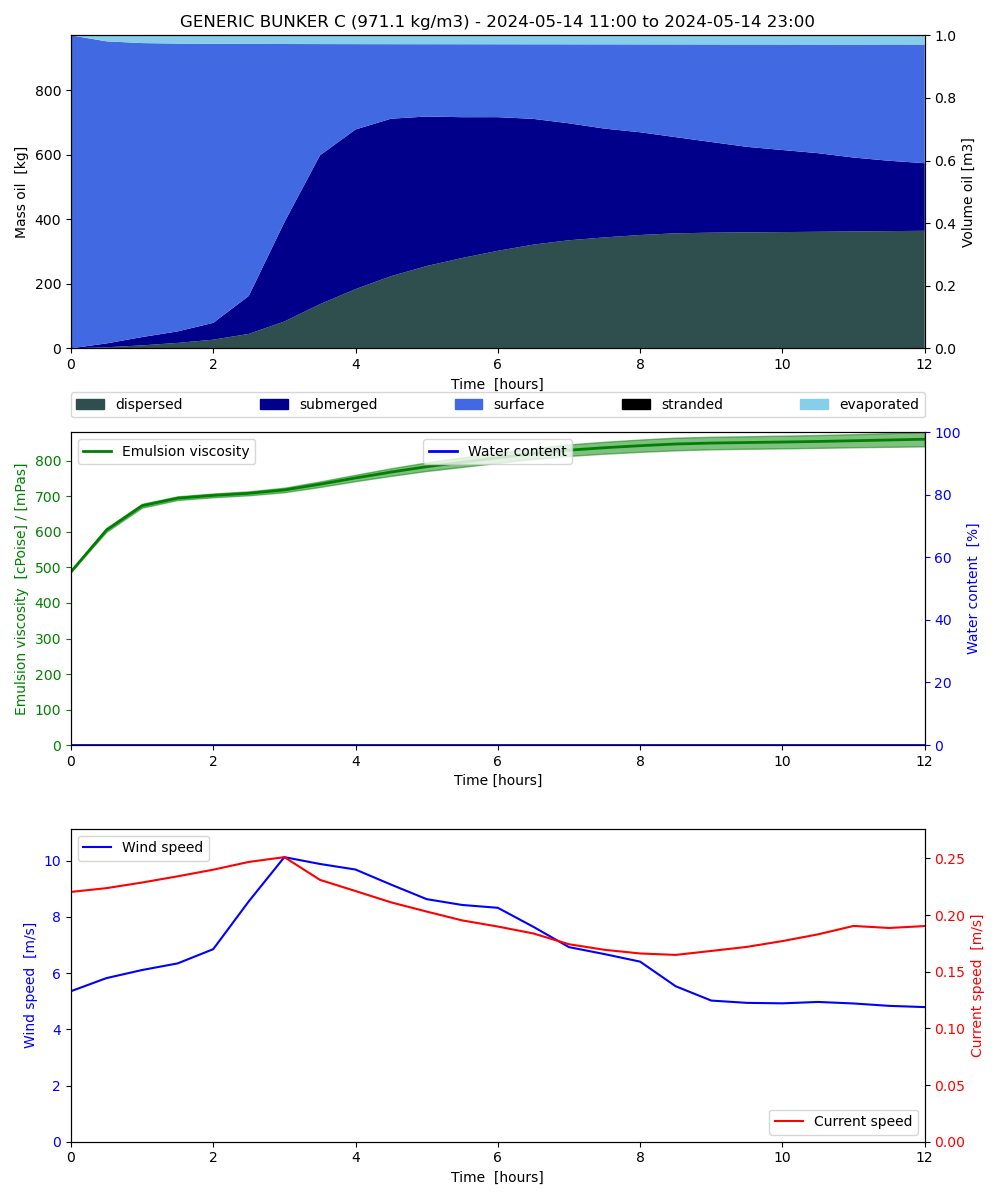 GENERIC BUNKER C (971.1 kg/m3) - 2024-05-14 11:00 to 2024-05-14 23:00
Mass oil [kg]
800
600
400
200
0
1.0
0.8
0.6
0.4
0.2
0.0
Volume oil [m3]
0 2 4 6 8 10 12
Time [hours]
dispersed submerged surface stranded evaporated
Emulsion viscosity [cPoise] / [mPas]
800
700
600
500
400
300
200
100
0
Emulsion viscosity
Water content
100
80
60
40
20
0
Water content [%]
0 2 4 6 8 10 12
Time [hours]
Wind speed [m/s]
10
8
6
4
2
0
Wind speed
Current speed
0.25
0.20
0.15
0.10
0.05
0.00
Current speed [m/s]
0 2 4 6 8 10 12
Time [hours]